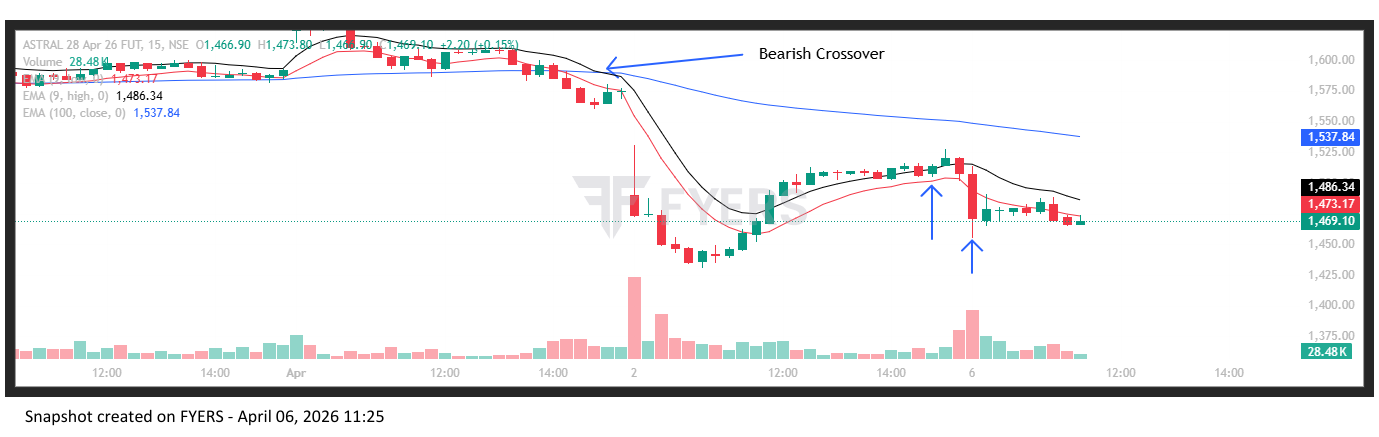 ASTRAL 28 Apr 26 FUT, 15, NSE O1,466.90 H1,473.80 L1,466.90 C1,469.10 +2.20 (+0.15%)
Volume 28.48K
1,473.17
EMA (9, high, 0) 1,486.34
EMA (100, close, 0) 1,537.84
Bearish Crossover
1,600.00
1,575.00
1,550.00
1,537.84
1,525.00
1,486.34
1,473.17
1,469.10
1,450.00
1,425.00
1,400.00
1,375.00
28.48 K
FYERS
12:00 14:00 Apr 12:00 14:00 2 12:00 14:00 6 12:00 14:00
Snapshot created on FYERS - April 06, 2026 11:25